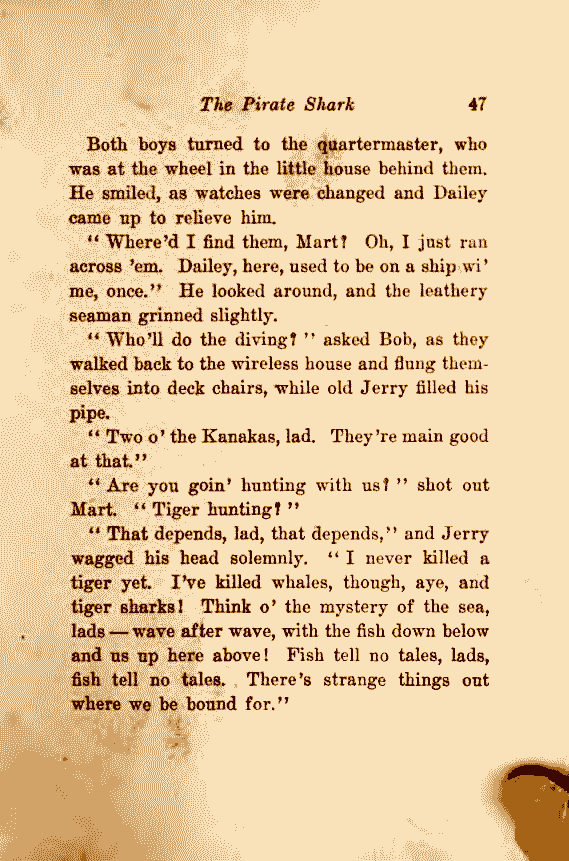 The Pirate Shark 47
Both boys turned to the quartermaster, who
was at the wheel in the little house behind them.
He smiled, as watches were changed and Dailey
came up to relieve him.
“ Where’d I find them, Mart? Oh, I just ran
across ’em. Dailey, here, used to be on a ship wi’
me, once.” He looked around, and the leathery
seaman grinned slightly.
“ Who’ll do the diving? ” asked Bob, as they
walked back to the wireless house and flung them-
selves into deck chairs, while old Jerry filled his
pipe.
“ Two o’ the Kanakas, lad. They’re main good
at that.”
“ Are you goin’ hunting with us? ” shot out
Mart. “ Tiger hunting? ”
“ That depends, lad, that depends,” and Jerry
wagged his head solemnly. “ I never killed a
tiger yet. I’ve killed whales, though, aye, and
tiger sharks! Think o’ the mystery of the sea,
lads — wave after wave, with the fish down below
and us up here above! Fish tell no tales, lads,
fish tell no tales. There’s strange things out
where we be bound for.”